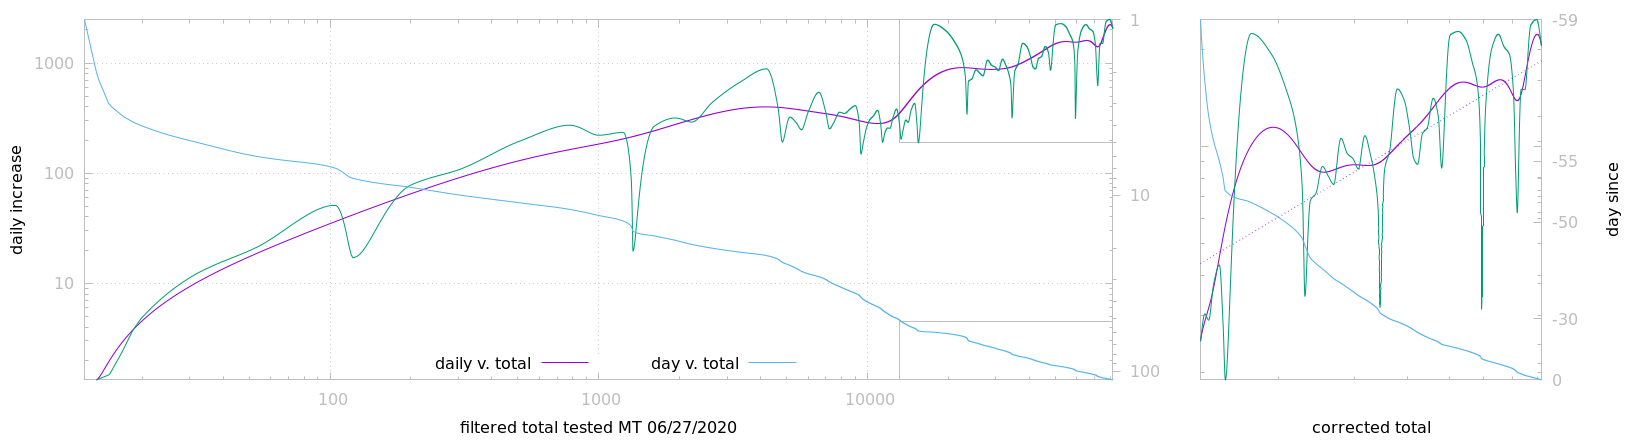 daily increase
1000
100
10
daily v. total
day v. total
100
1000
10000
filtered total tested MT 06/27/2020
1
10
100
-59
-55
-50
-30
0
day since
corrected total